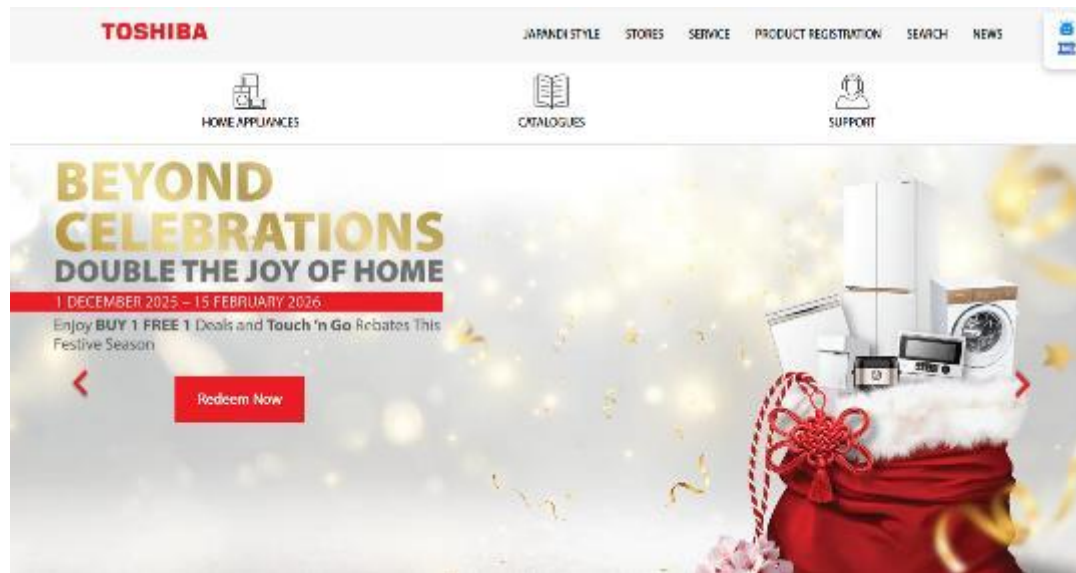 TOSHIBA
JAPANDI STYLE STORES SERVICE PRODUCT REGISTRATION SEARCH NEWS
HOME APPLIANCES CATALOGUES SUPPORT
BEYOND
CELEBRATIONS
DOUBLE THE JOY OF HOME
1 DECEMBER 2025 – 15 FEBRUARY 2026
Enjoy BUY 1 FREE 1 Deals and Touch 'n Go Rebates This
Festive Season
Redeem Now